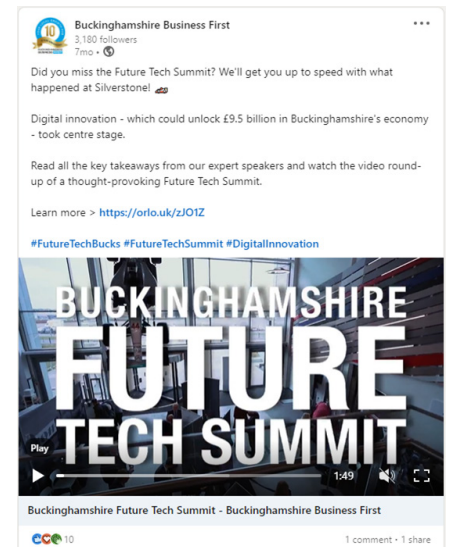 Buckinghamshire Business First
3,180 followers
7mo •
Did you miss the Future Tech Summit? We'll get you up to speed with what
happened at Silverstone!
Digital innovation - which could unlock £9.5 billion in Buckinghamshire's economy
- took centre stage.
Read all the key takeaways from our expert speakers and watch the video round-
up of a thought-provoking Future Tech Summit.
Learn more > https://orlo.uk/zJO1Z
#FutureTechBucks #FutureTechSummit #DigitalInnovation
BUCKINGHAMSHIRE
FUTURE
TECH SUMMIT
Play
1:49
Buckinghamshire Future Tech Summit - Buckinghamshire Business First
10
1 comment • 1 share